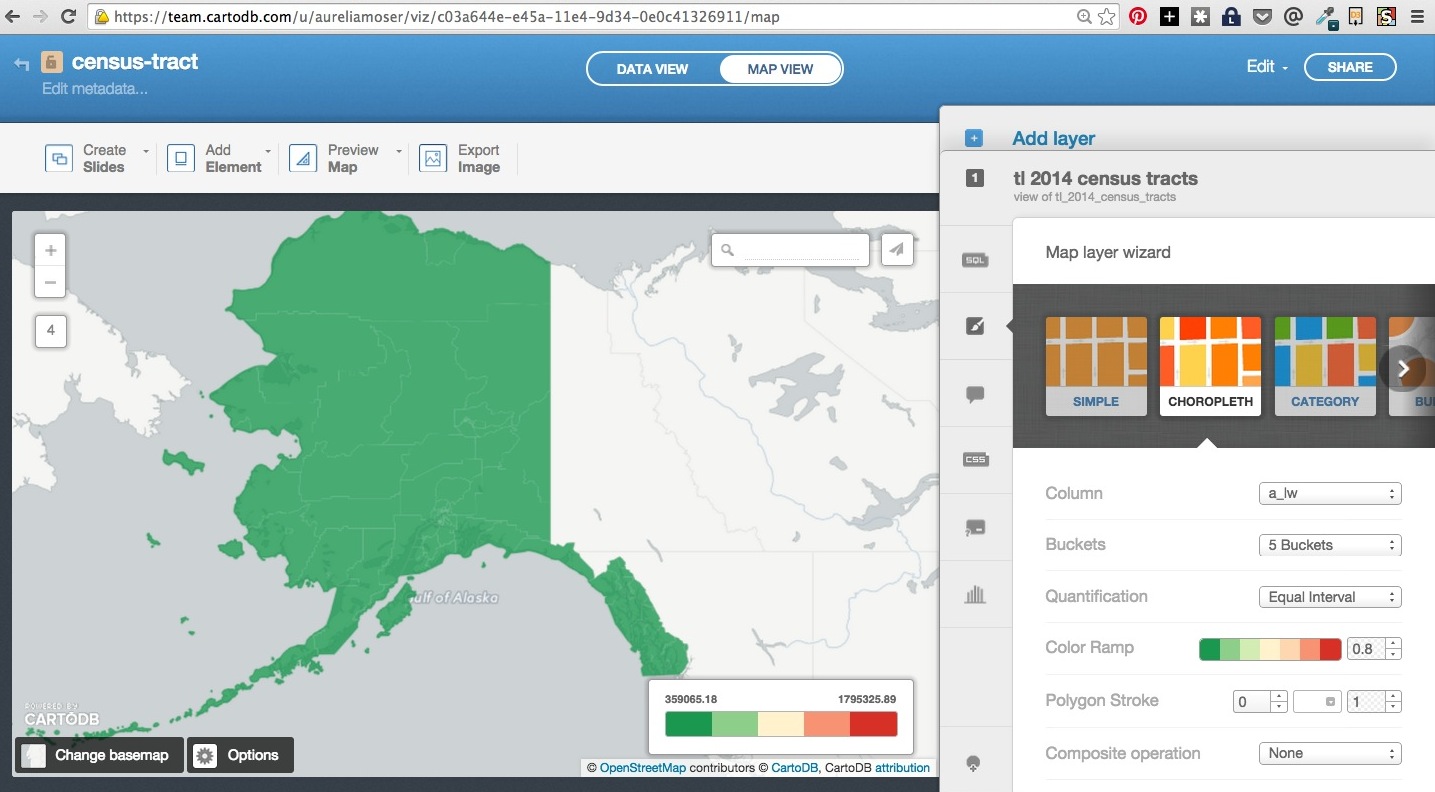 https://team.cartodb.com/u/aureliamoser/viz/c03a644e-e45a-11e4-9d34-0e0c41326911/map
census-tract
Edit metadata...
DATA VIEW
MAP VIEW
Edit
SHARE
Create
Slides
Add
Element
Preview
Map
Export
Image
Add layer
1
tl 2014 census tracts
view of tl_2014_census_tracts
+
−
4
SQL
Map layer wizard
SIMPLE
CHOROPLETH
CATEGORY
BU
CSS
Column
a_lw
Buckets
5 Buckets
Quantification
Equal Interval
Color Ramp
0.8
Polygon Stroke
0
1
Composite operation
None
ulf of Alaska
359065.18
1795325.89
POWERED BY
CARTODB
Change basemap
Options
© OpenStreetMap contributors © CartoDB, CartoDB attribution